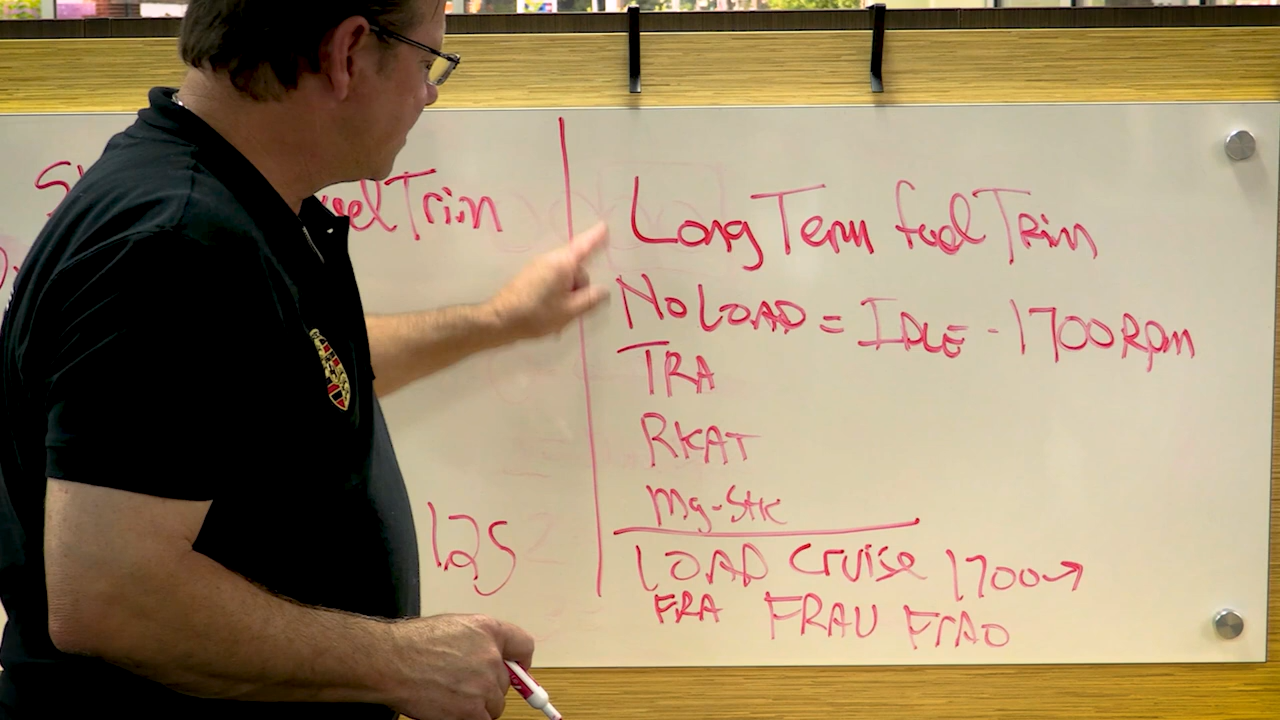 uel Trim
Long Term fuel Trim
No LOAD = IDLE - 1700 Rpm
TRA
RKAT
Mg-Stk
LOAD Cruise 1700→
FRA FRAU FRAO
125